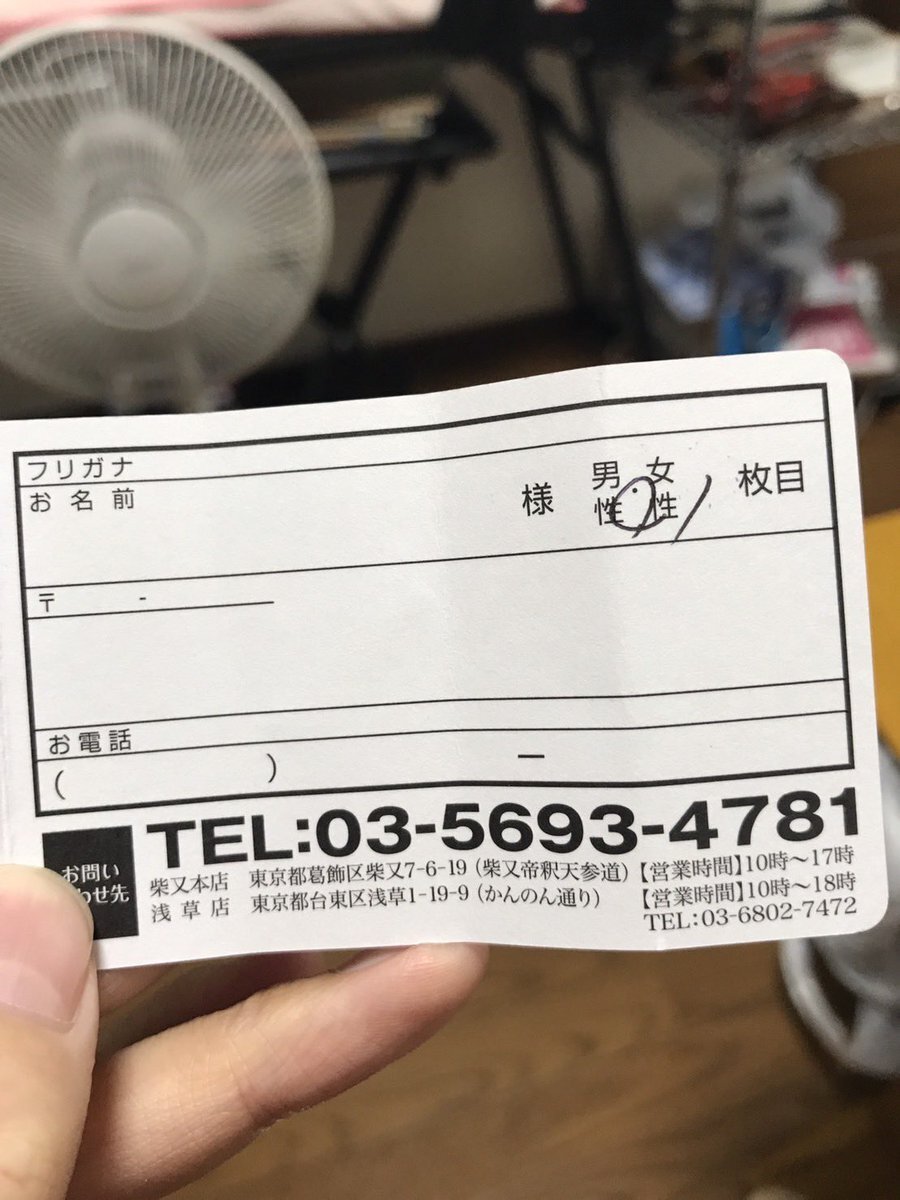 フリガナ
お名前 様 男性 女性 / 枚目
〒 -
お電話
( ) −
TEL:03-5693-4781
お問い
わせ先
柴又本店 東京都葛飾区柴又7-6-19（柴又帝釈天参道）【営業時間】10時〜17時
浅草店 東京都台東区浅草1-19-9（かんのん通り） 【営業時間】10時〜18時
TEL:03-6802-7472